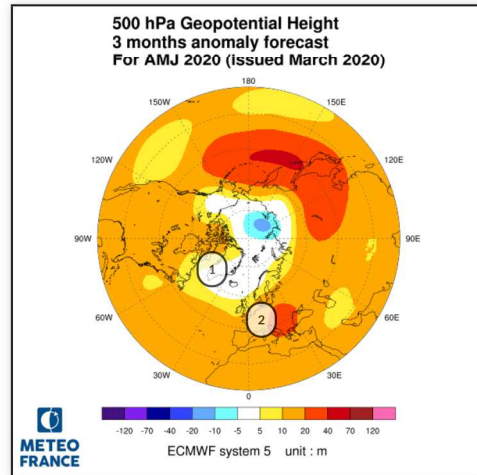 500 hPa Geopotential Height
3 months anomaly forecast
For AMJ 2020 (issued March 2020)
180
150W
150E
120W
120E
90W
90E
60W
60E
30W
30E
0
1
2
-120 -70 -40 -20 -10 -5 5 10 20 40 70 120
ECMWF system 5 unit : m
METEO
FRANCE